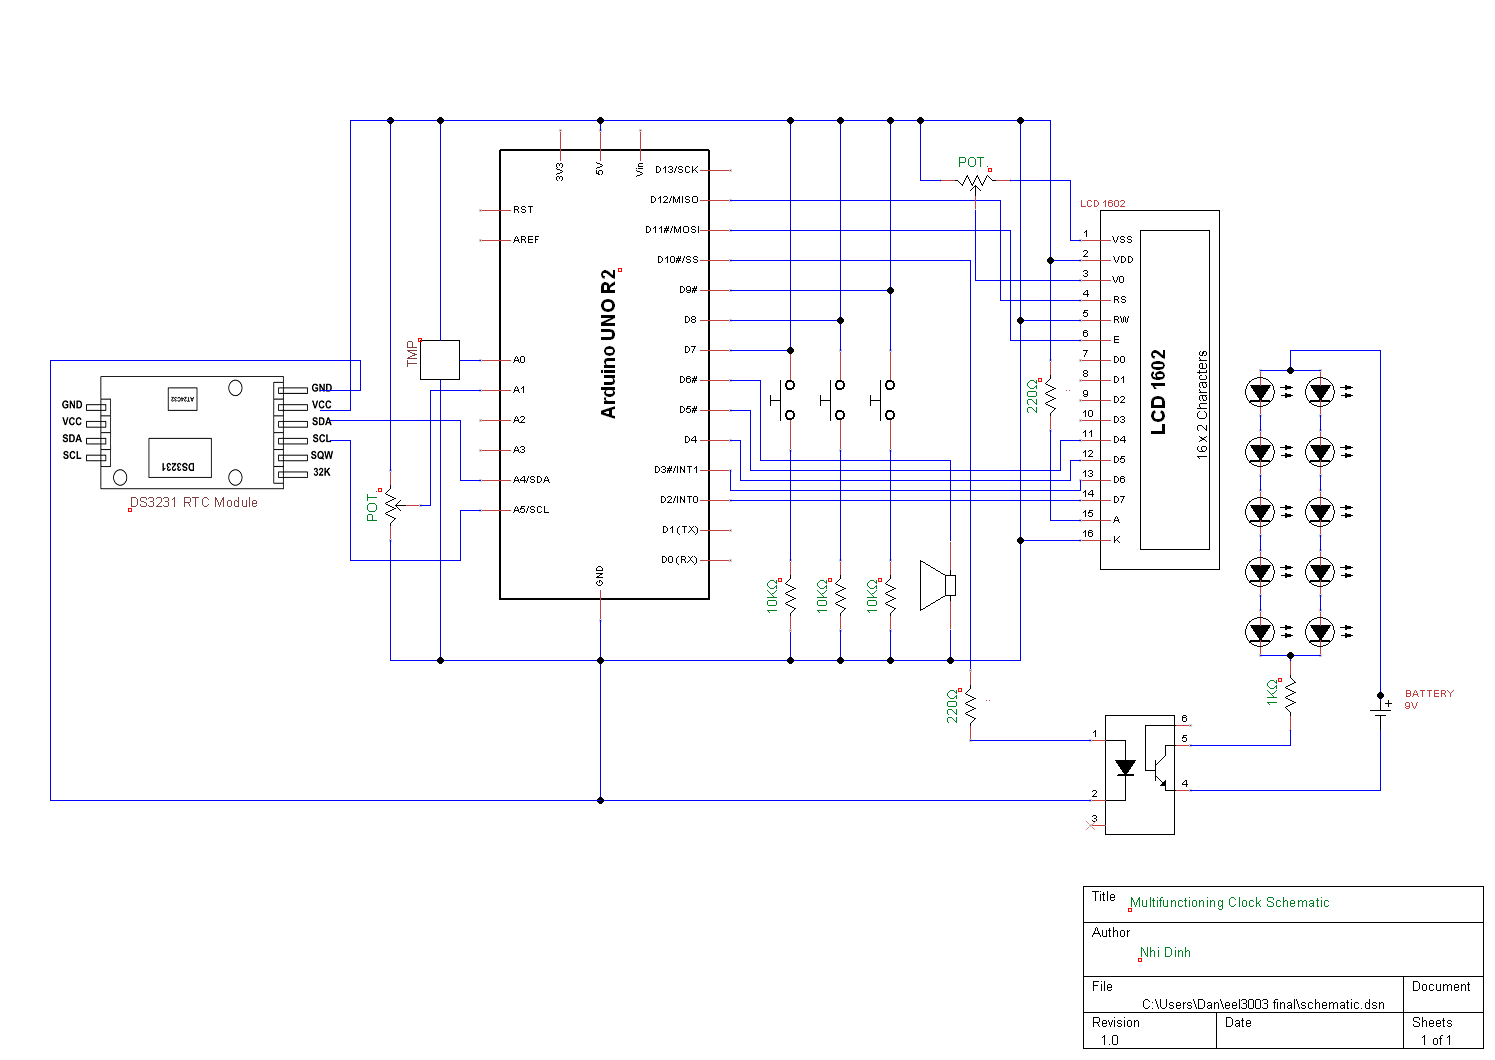 POT
LCD 1602
3V3
5V
Vin
D13/SCK
D12/MISO
D11#/MOSI
D10#/SS
D9#
D8
D7
D6#
D5#
D4
D3#/INT1
D2/INT0
D1(TX)
D0(RX)
RST
AREF
A0
A1
A2
A3
A4/SDA
A5/SCL
GND
Arduino UNO R2
TMP
POT
GND
VCC
SDA
SCL
GND
VCC
SDA
SCL
SQW
32K
AT24C32
DS3231
DS3231 RTC Module
1 VSS
2 VDD
3 V0
4 RS
5 RW
6 E
7 D0
8 D1
9 D2
10 D3
11 D4
12 D5
13 D6
14 D7
15 A
16 K
LCD 1602
16 x 2 Characters
220Ω
10KΩ
10KΩ
10KΩ
220Ω
1KΩ
BATTERY
9V
1
2
3
6
5
4
Title
Multifunctioning Clock Schematic
Author
Nhi Dinh
File
C:\Users\Dan\eel3003 final\schematic.dsn
Document
Revision
1.0
Date
Sheets
1 of 1